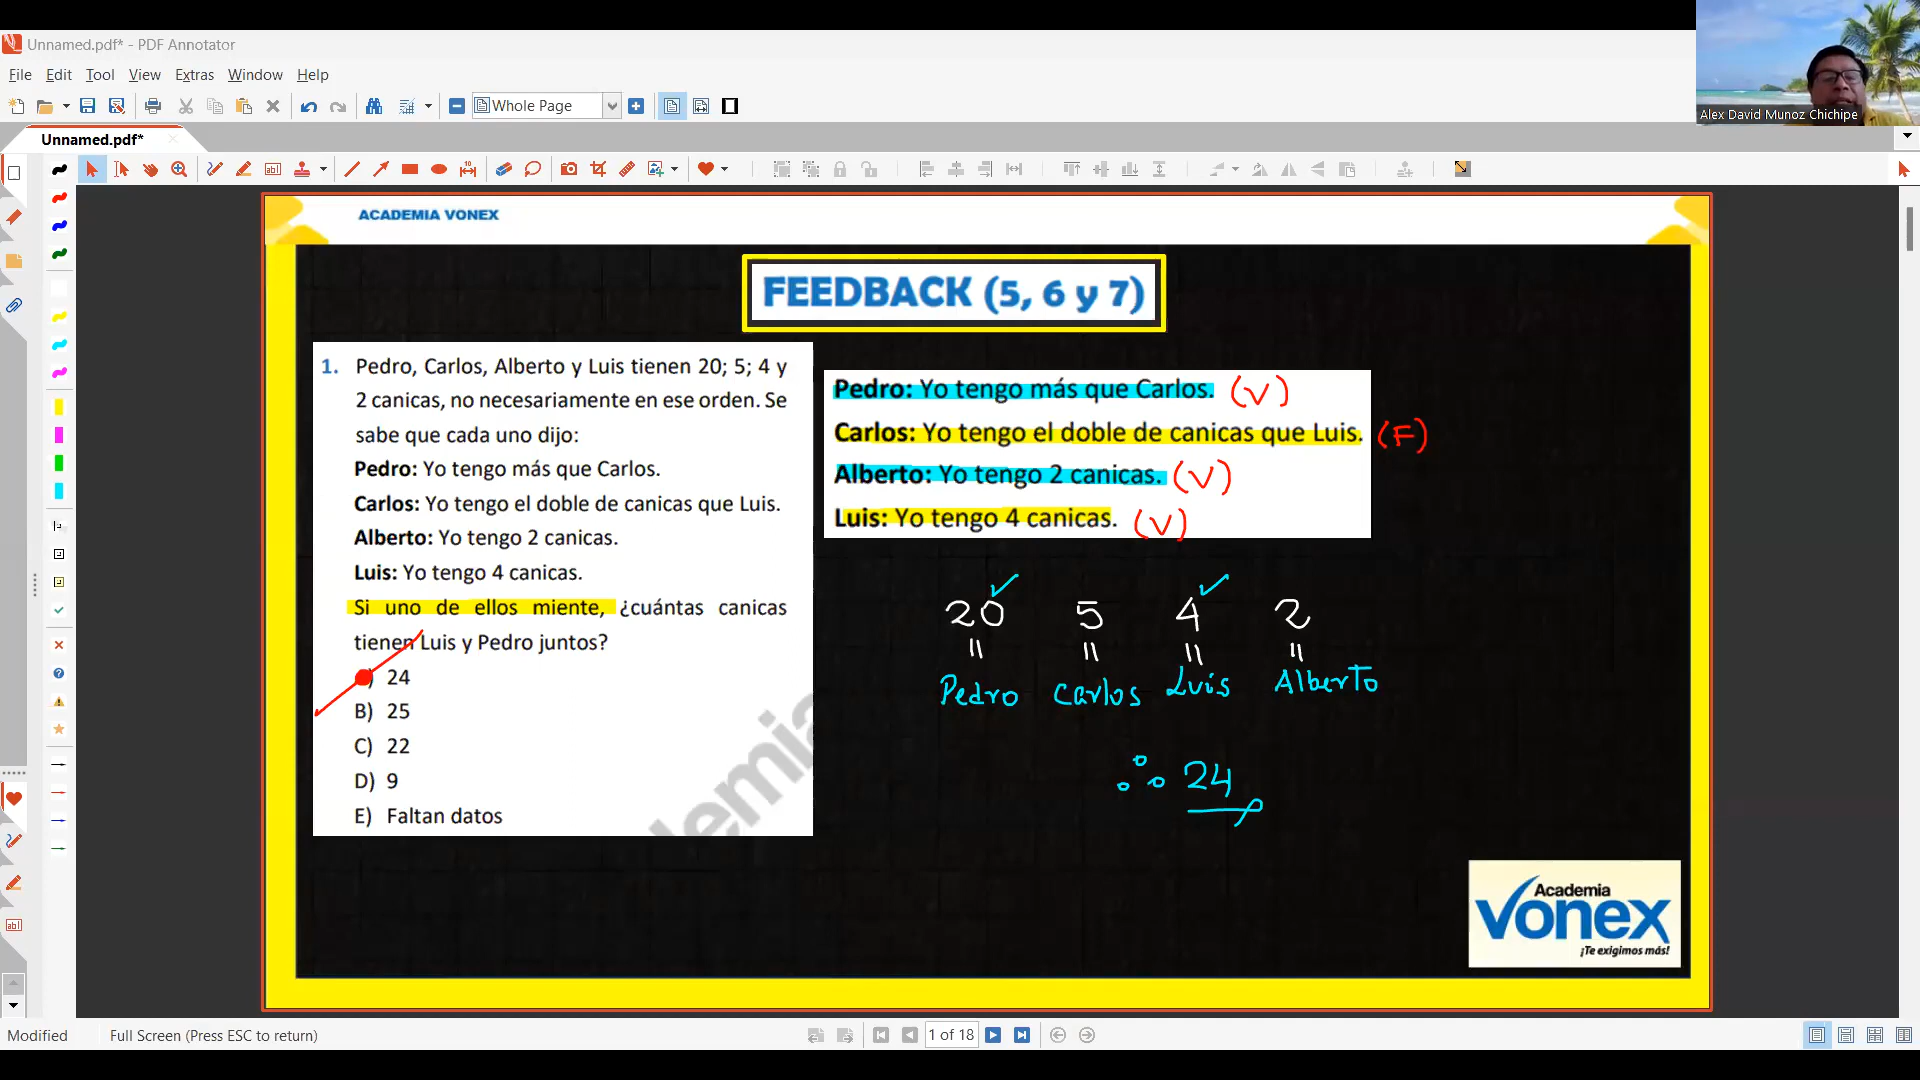 Unnamed.pdf* - PDF Annotator
File Edit Tool View Extras Window Help
Whole Page
Alex David Munoz Chichipe
Unnamed.pdf*
ACADEMIA VONEX
FEEDBACK (5, 6 y 7)
1. Pedro, Carlos, Alberto y Luis tienen 20; 5; 4 y
2 canicas, no necesariamente en ese orden. Se
sabe que cada uno dijo:
Pedro: Yo tengo más que Carlos.
Carlos: Yo tengo el doble de canicas que Luis.
Alberto: Yo tengo 2 canicas.
Luis: Yo tengo 4 canicas.
Si uno de ellos miente, ¿cuántas canicas
tienen Luis y Pedro juntos?
) 24
B) 25
C) 22
D) 9
E) Faltan datos
Pedro: Yo tengo más que Carlos. (V)
Carlos: Yo tengo el doble de canicas que Luis. (F)
Alberto: Yo tengo 2 canicas. (V)
Luis: Yo tengo 4 canicas. (V)
20 5 4 2
= = = =
Pedro Carlos Luis Alberto
∴ 24
demia
Academia
Vonex
¡Te exigimos más!
Modified Full Screen (Press ESC to return) 1 of 18